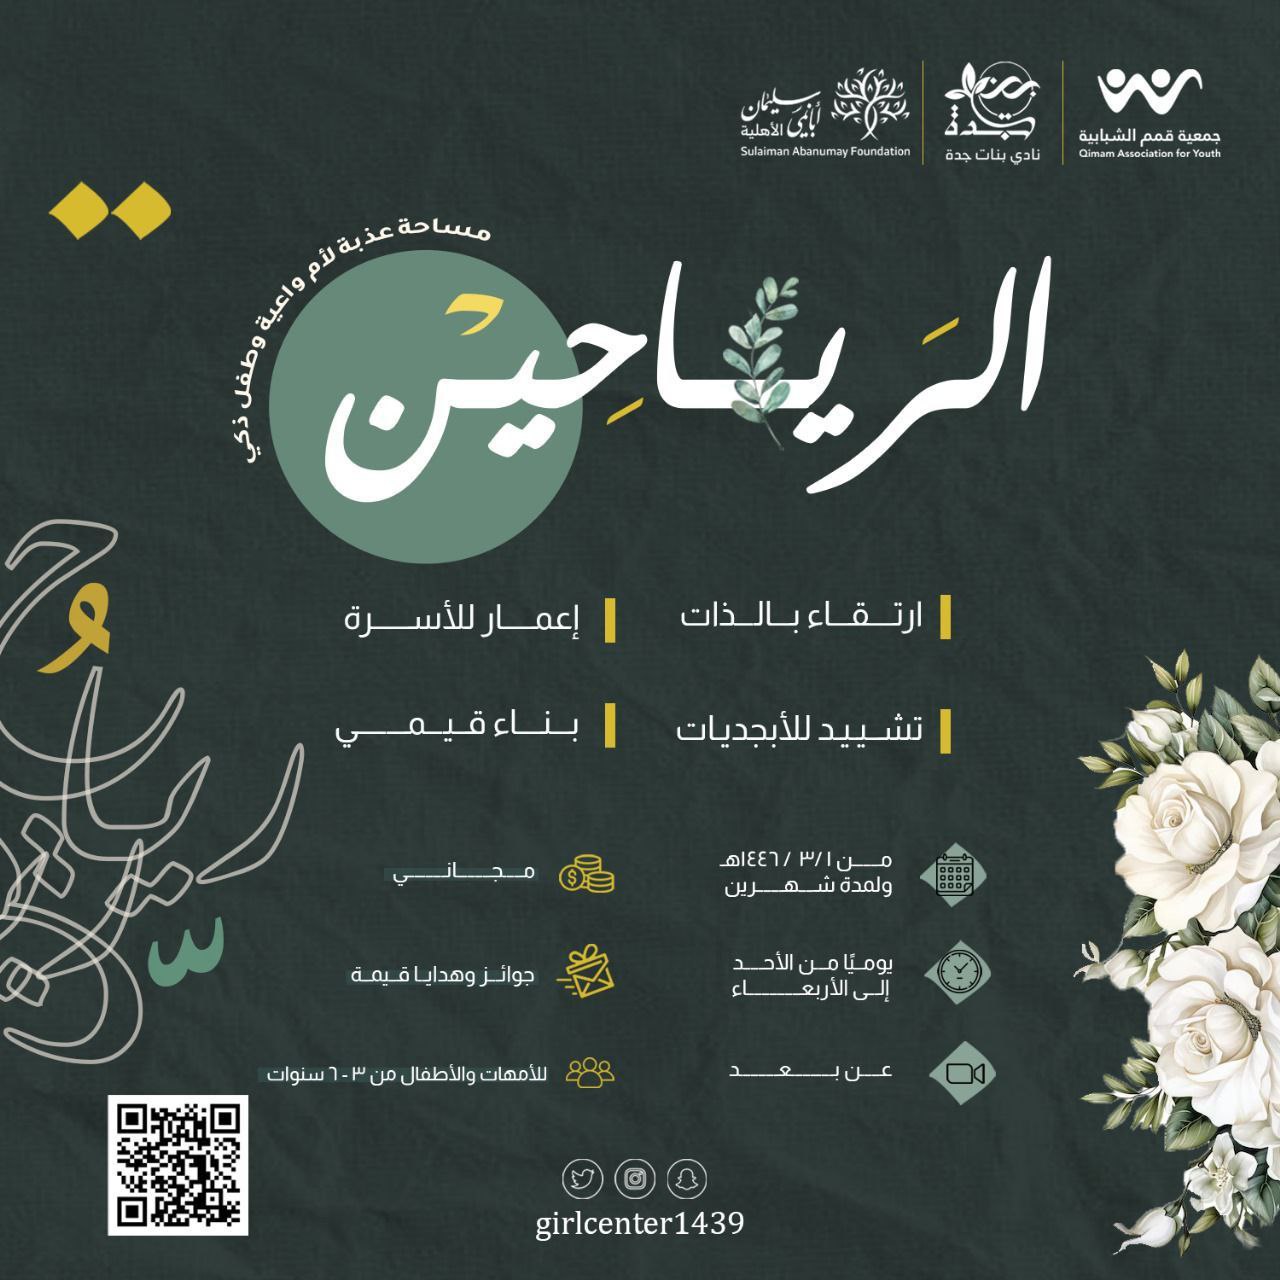 جمعية قمم الشبابية
Qimam Association for Youth
بنات جدة
نادي بنات جدة
سليمان
أبانمي الأهلية
Sulaiman Abanumay Foundation
مساحة عذبة لأم واعية وطفل ذكي
الرَياحِيْن
ارتقاء بالذات
إعمار للأسرة
تشييد للأبجديات
بناء قيمي
من ٣/١ / ١٤٤٦هـ
ولمدة شهرين
مجاني
يوميًا من الأحد
إلى الأربعاء
جوائز وهدايا قيمة
عن بعد
للأمهات والأطفال من ٣ - ٦ سنوات
girlcenter1439